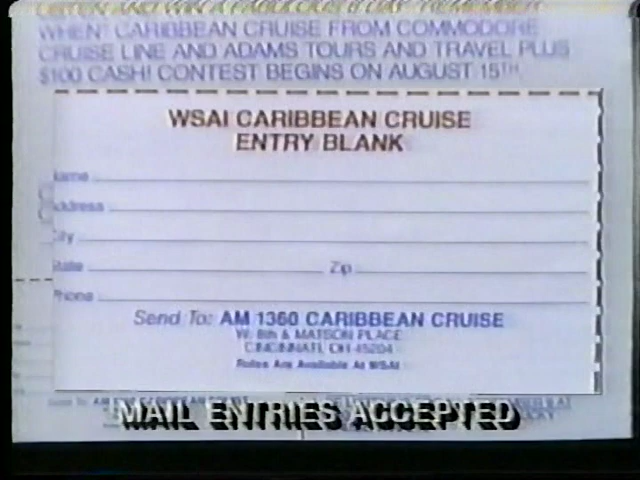 WHEN" CARIBBEAN CRUISE FROM COMMODORE
CRUISE LINE AND ADAMS TOURS AND TRAVEL PLUS
$100 CASH! CONTEST BEGINS ON AUGUST 15TH.
WSAI CARIBBEAN CRUISE
ENTRY BLANK
Name
Address
City
State Zip
Phone
Send To: AM 1360 CARIBBEAN CRUISE
W. 8th & MATSON PLACE
CINCINNATI, OH 45204
Rules Are Available At WSAI
MAIL ENTRIES ACCEPTED